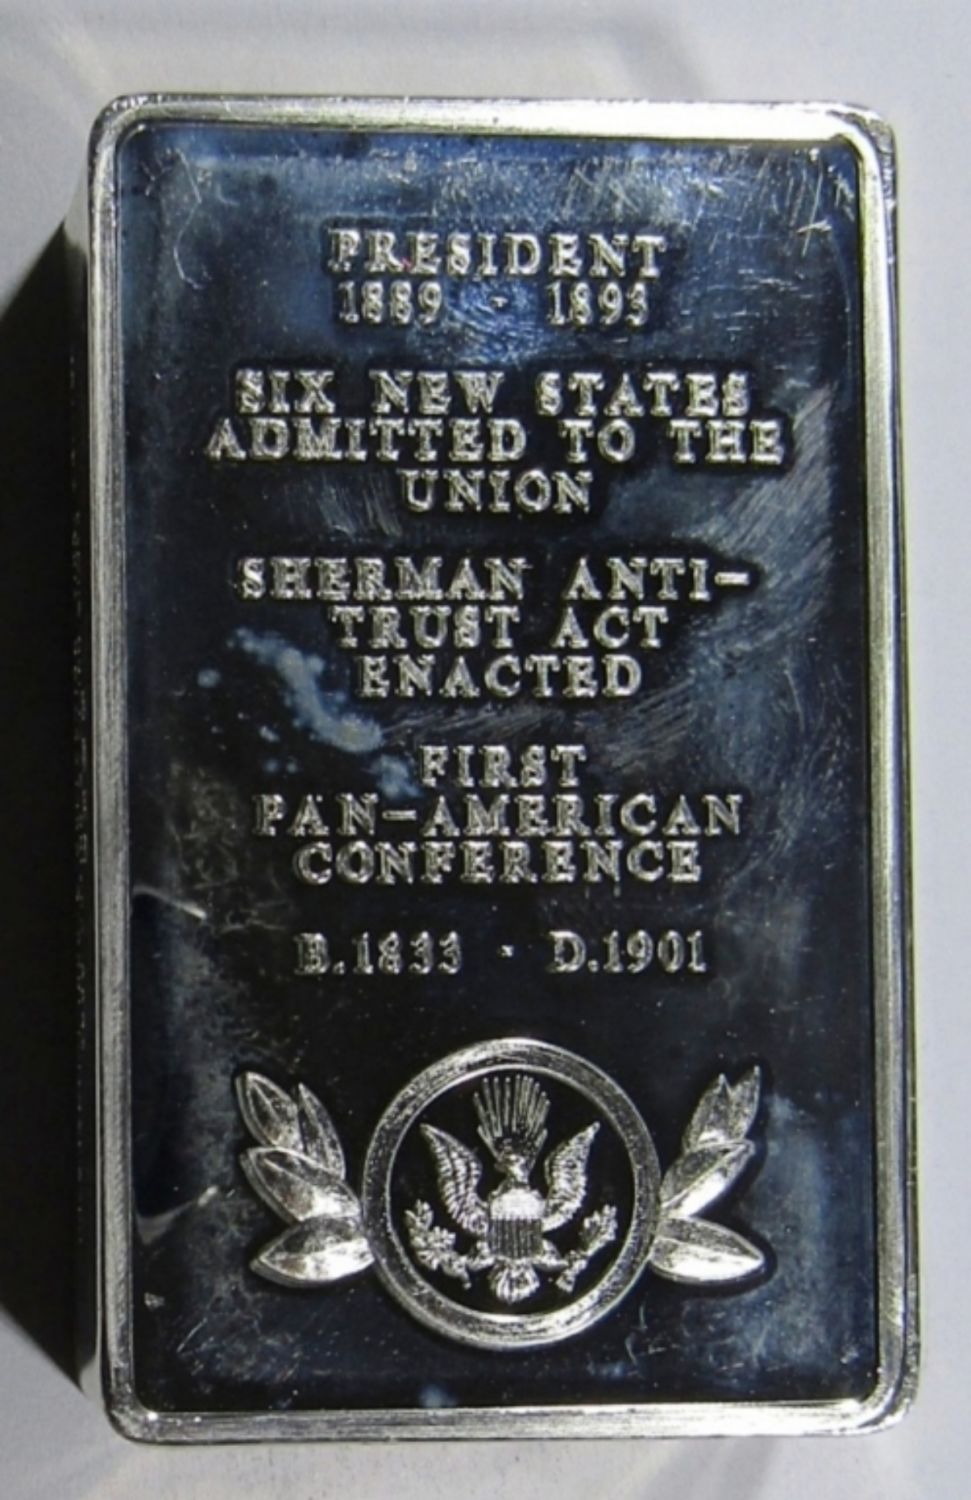 PRESIDENT
1889 · 1893
SIX NEW STATES
ADMITTED TO THE
UNION
SHERMAN ANTI-
TRUST ACT
ENACTED
FIRST
PAN-AMERICAN
CONFERENCE
B.1833 · D.1901